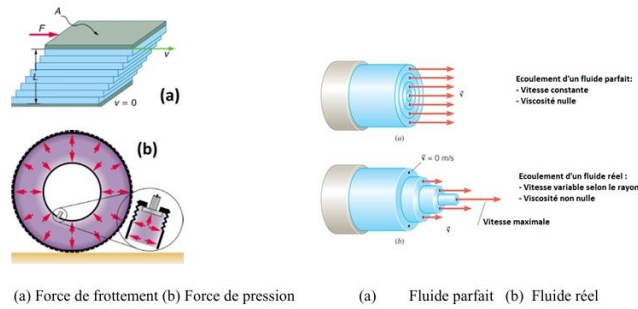 A
F
L
v
v = 0
(a)
(b)
(a) Force de frottement (b) Force de pression
v⃗
(a)
Ecoulement d'un fluide parfait:
- Vitesse constante
- Viscosité nulle
v⃗ = 0 m/s
Ecoulement d'un fluide réel :
- Vitesse variable selon le rayon
- Viscosité non nulle
Vitesse maximale
v⃗
(b)
(a) Fluide parfait (b) Fluide réel